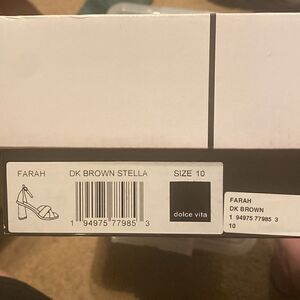 FARAH DK BROWN STELLA SIZE 10
1 94975 77985 3
dolce vita
FARAH
DK BROWN
1 94975 77985 3
10